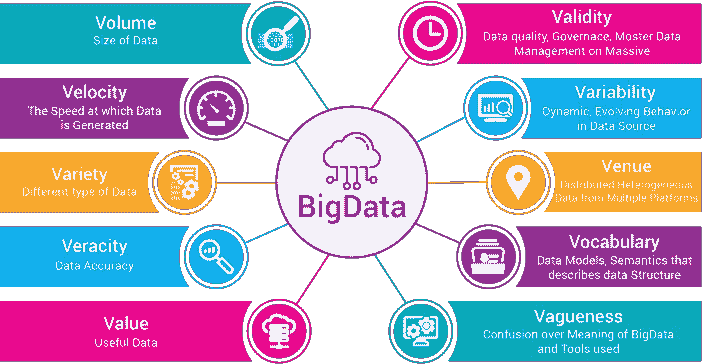 Volume
Size of Data
Velocity
The Speed at which Data
is Generated
Variety
Different type of Data
Veracity
Data Accuracy
Value
Useful Data
BigData
Validity
Data quality, Governace, Moster Data
Management on Massive
Variability
Dynamic, Evolving Behavior
in Data Source
Venue
Distributed Heterogeneous
Data from Multiple Platforms
Vocabulary
Data Models, Semantics that
describes data Structure
Vagueness
Confusion over Meaning of BigData
and Tools used